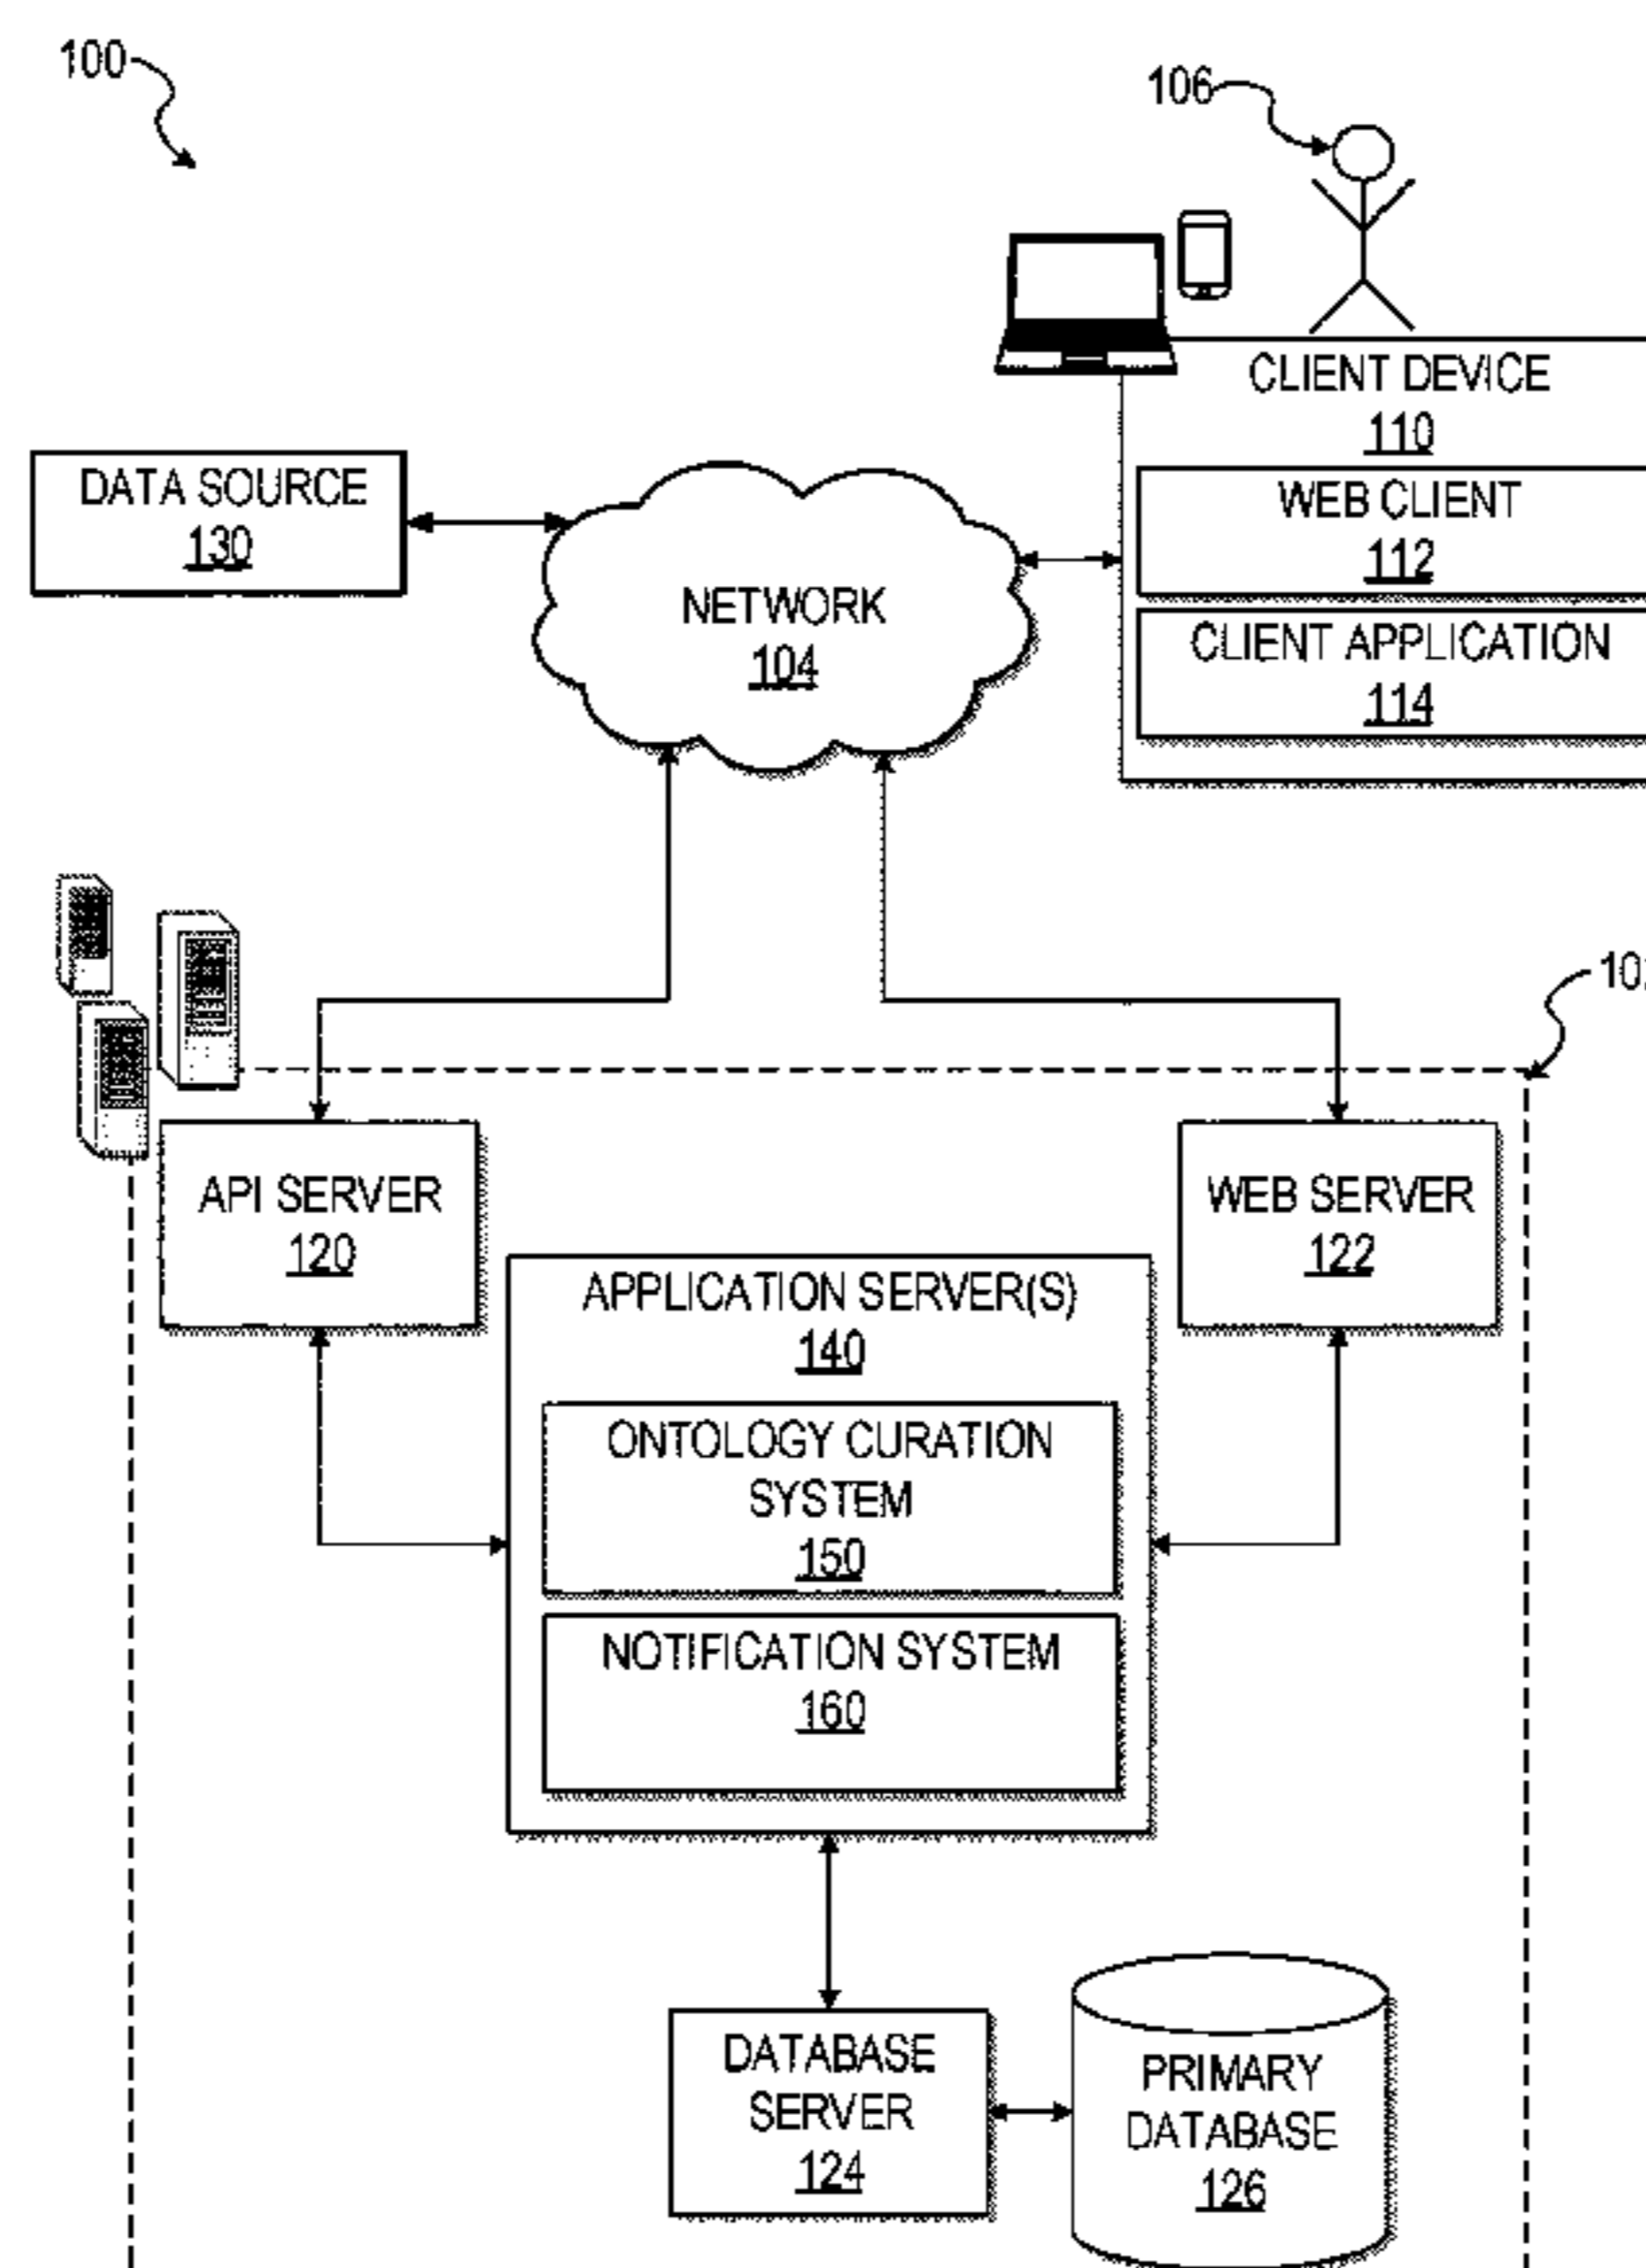 100
106
CLIENT DEVICE
110
WEB CLIENT
112
CLIENT APPLICATION
114
DATA SOURCE
130
NETWORK
104
API SERVER
120
WEB SERVER
122
APPLICATION SERVER(S)
140
ONTOLOGY CURATION
SYSTEM
150
NOTIFICATION SYSTEM
160
DATABASE
SERVER
124
PRIMARY
DATABASE
126